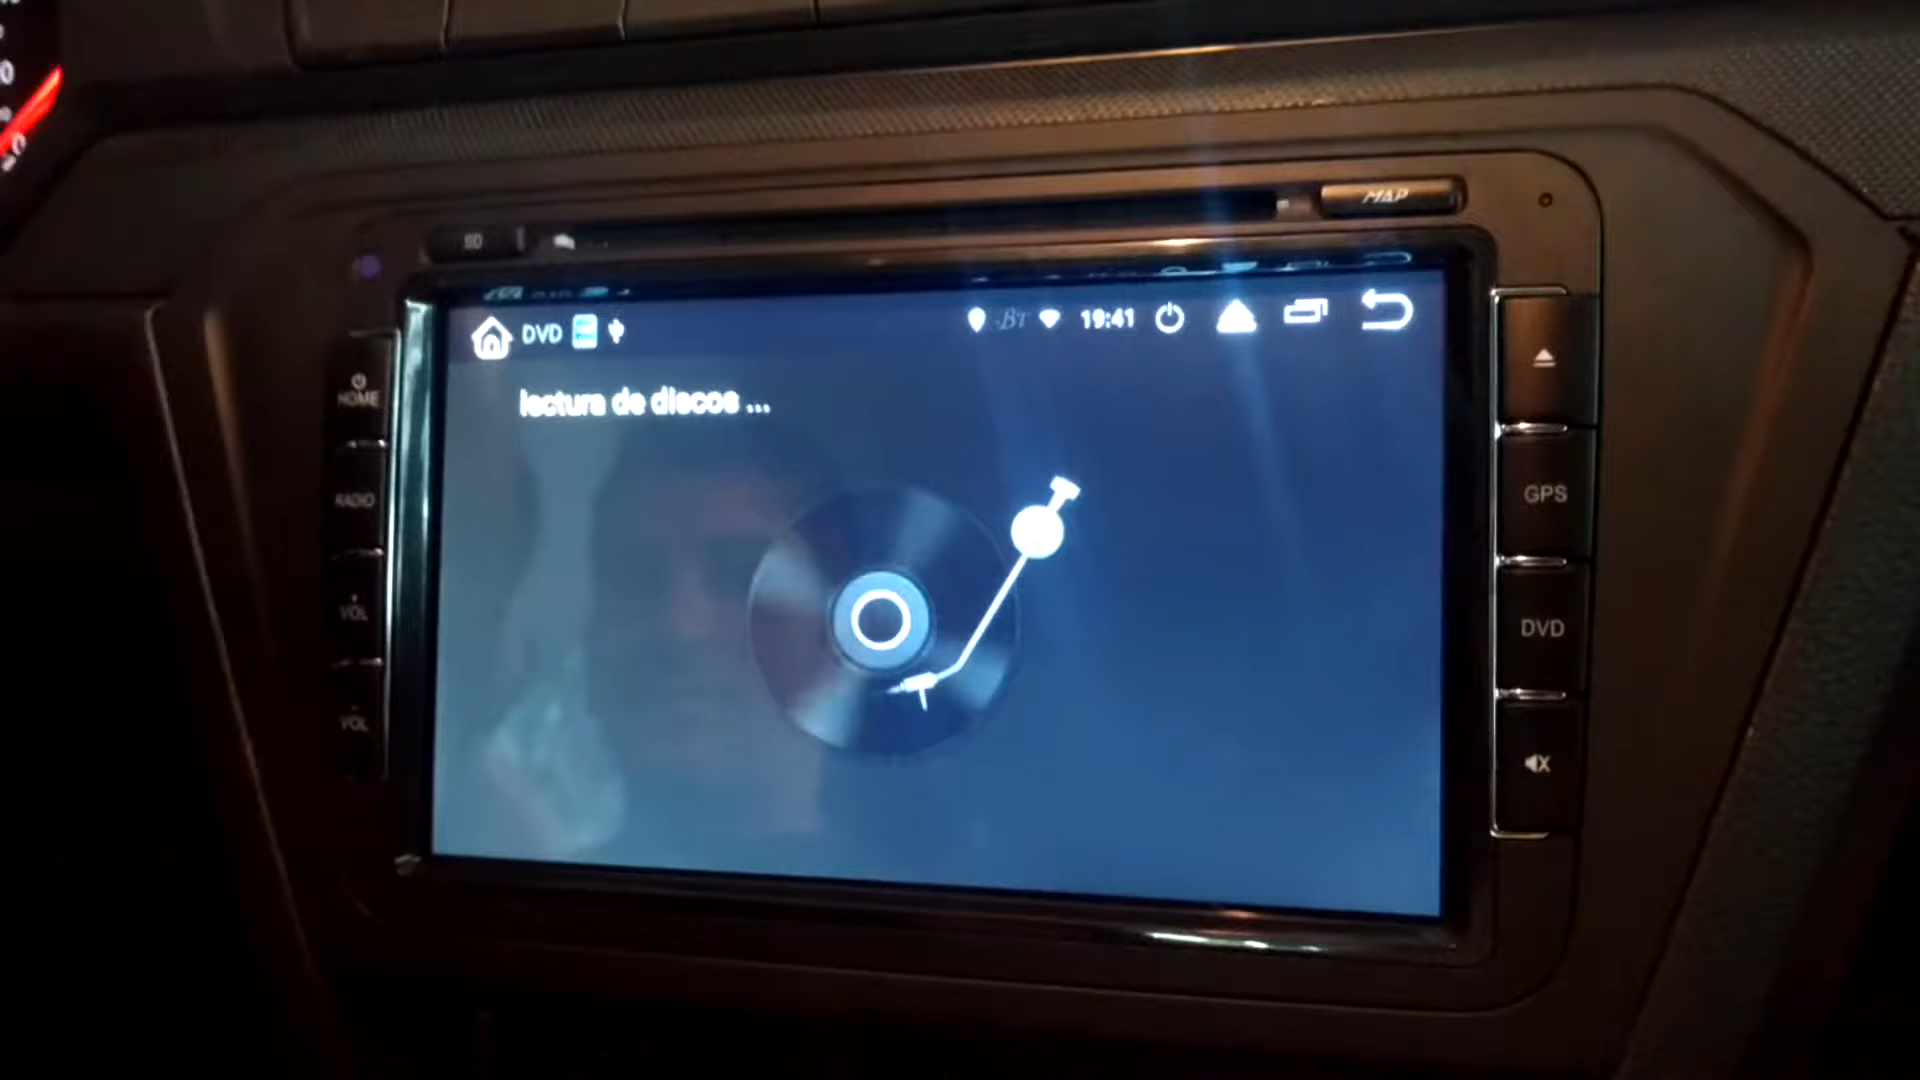 MAP
SD
DVD
BT 19:41
lectura de discos ...
HOME
RADIO
+
VOL
-
VOL
GPS
DVD